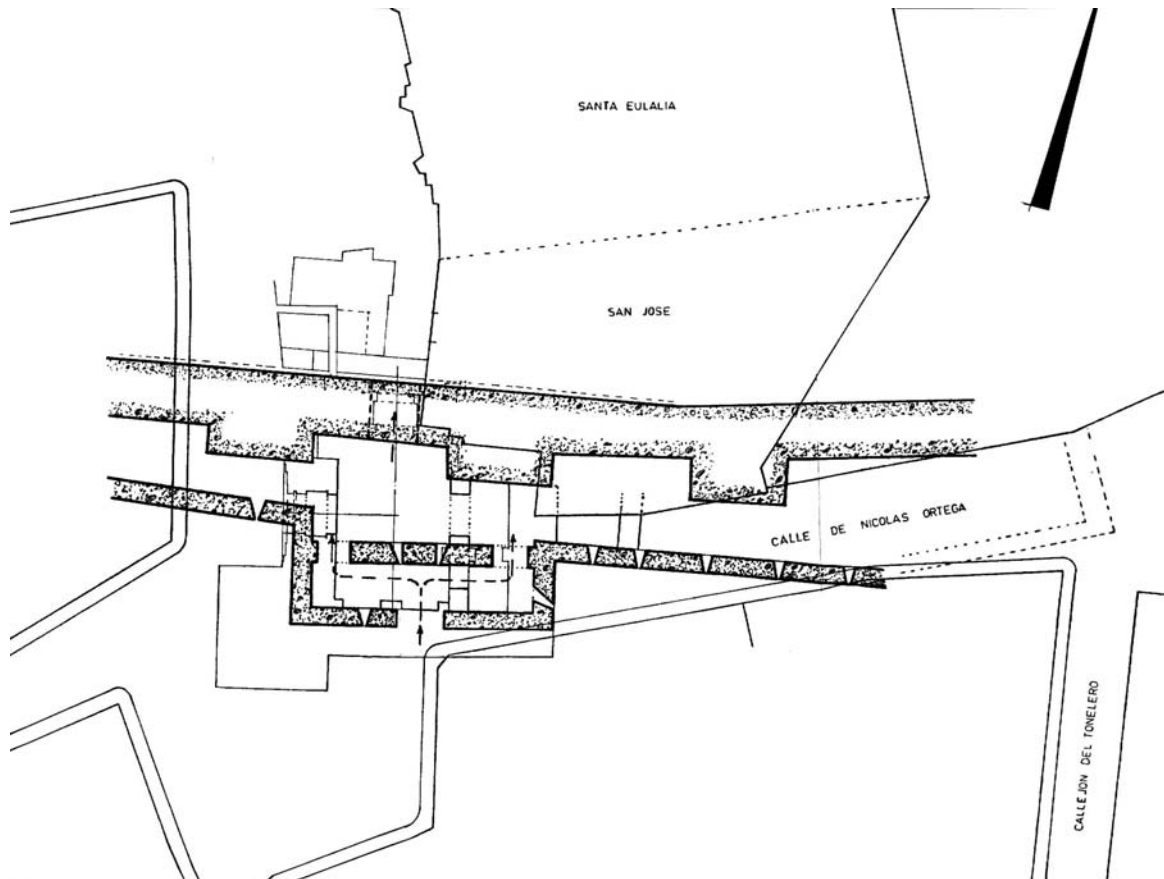 SANTA EULALIA
SAN JOSE
CALLE DE NICOLAS ORTEGA
CALLEJON DEL TONELERO